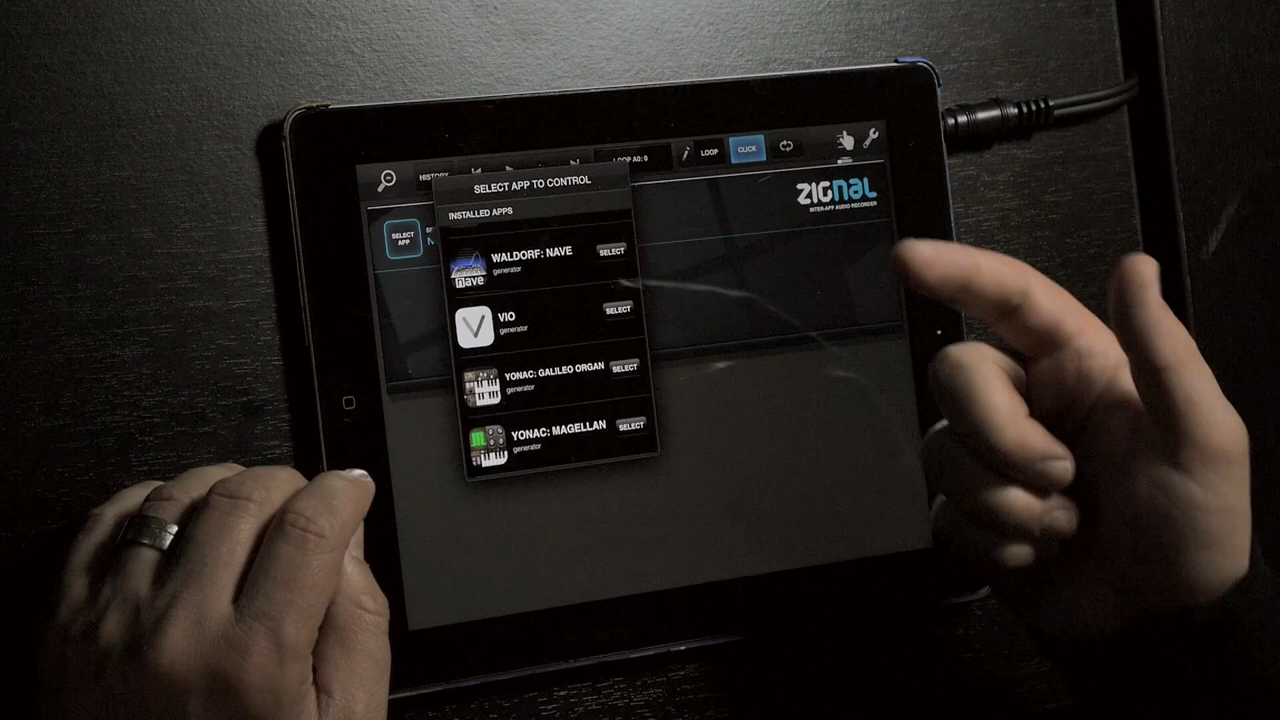 HISTORY
LOOP A0: 0
LOOP
CLICK
SELECT APP TO CONTROL
INSTALLED APPS
ZIGNAL
INTER-APP AUDIO RECORDER
SELECT
APP
WALDORF: NAVE
generator
SELECT
nave
VIO
generator
SELECT
YONAC: GALILEO ORGAN
generator
SELECT
YONAC: MAGELLAN
generator
SELECT